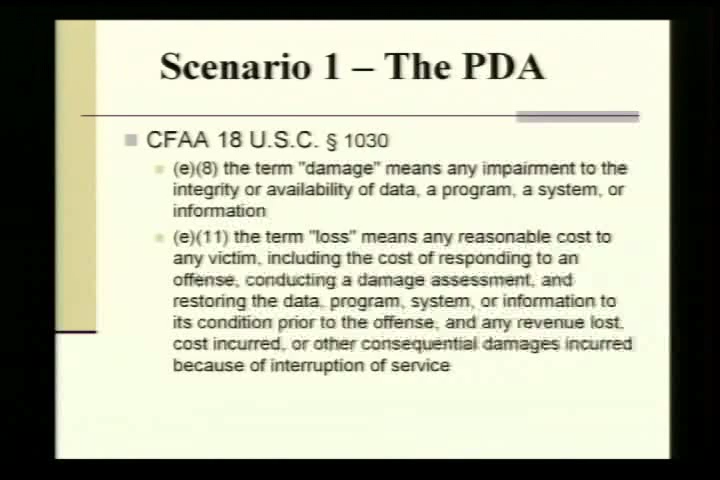 Scenario 1 – The PDA
CFAA 18 U.S.C. § 1030
(e)(8) the term "damage" means any impairment to the
integrity or availability of data, a program, a system, or
information
(e)(11) the term "loss" means any reasonable cost to
any victim, including the cost of responding to an
offense, conducting a damage assessment, and
restoring the data, program, system, or information to
its condition prior to the offense, and any revenue lost,
cost incurred, or other consequential damages incurred
because of interruption of service